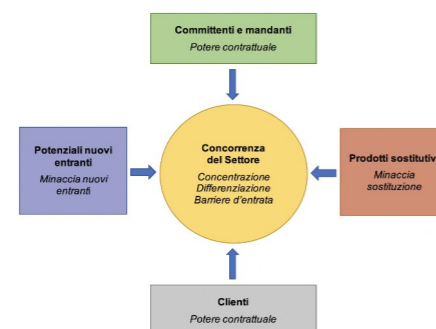 Committenti e mandanti
Potere contrattuale
Potenziali nuovi
entranti
Minaccia nuovi
entranti
Concorrenza
del Settore
Concentrazione
Differenziazione
Barriere d'entrata
Prodotti sostitutiv
Minaccia
sostituzione
Clienti
Potere contrattuale